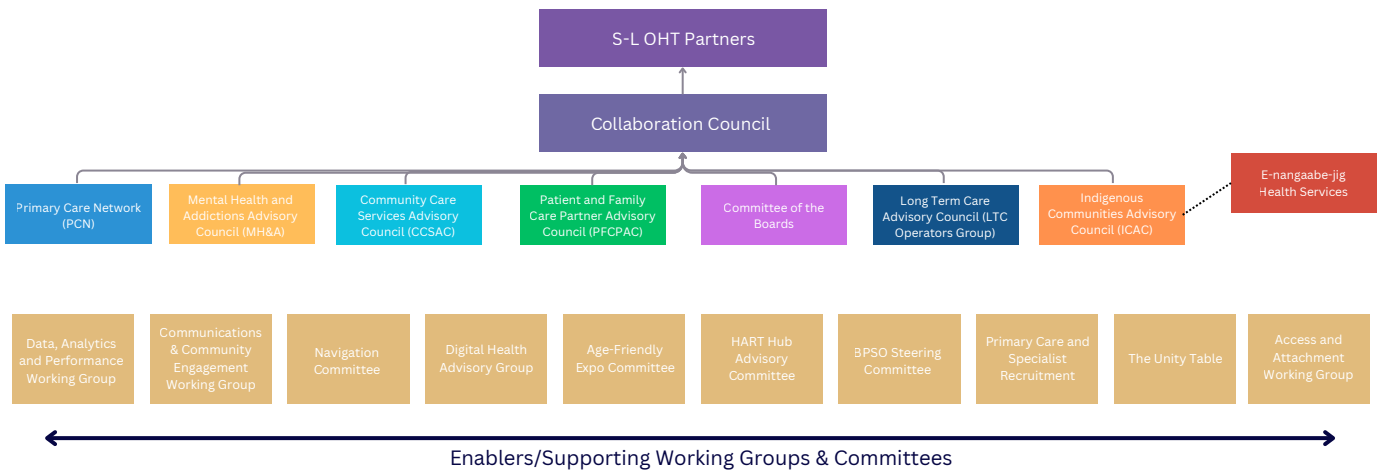 S-L OHT Partners
Collaboration Council
E-nangaabe-jig
Health Services
Primary Care Network
(PCN)
Mental Health and
Addictions Advisory
Council (MH&A)
Community Care
Services Advisory
Council (CCSAC)
Patient and Family
Care Partner Advisory
Council (PFCPAC)
Committee of the
Boards
Long Term Care
Advisory Council (LTC
Operators Group)
Indigenous
Communities Advisory
Council (ICAC)
Data, Analytics
and Performance
Working Group
Communications
& Community
Engagement
Working Group
Navigation
Committee
Digital Health
Advisory Group
Age-Friendly
Expo Committee
HART Hub
Advisory
Committee
BPSO Steering
Committee
Primary Care and
Specialist
Recruitment
The Unity Table
Access and
Attachment
Working Group
Enablers/Supporting Working Groups & Committees